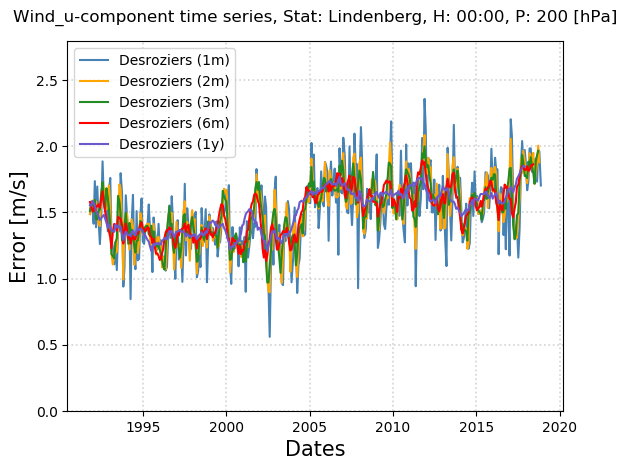 Wind_u-component time series, Stat: Lindenberg, H: 00:00, P: 200 [hPa]
Desroziers (1m)
Desroziers (2m)
Desroziers (3m)
Desroziers (6m)
Desroziers (1y)
Error [m/s]
2.5
2.0
1.5
1.0
0.5
0.0
1995 2000 2005 2010 2015 2020
Dates